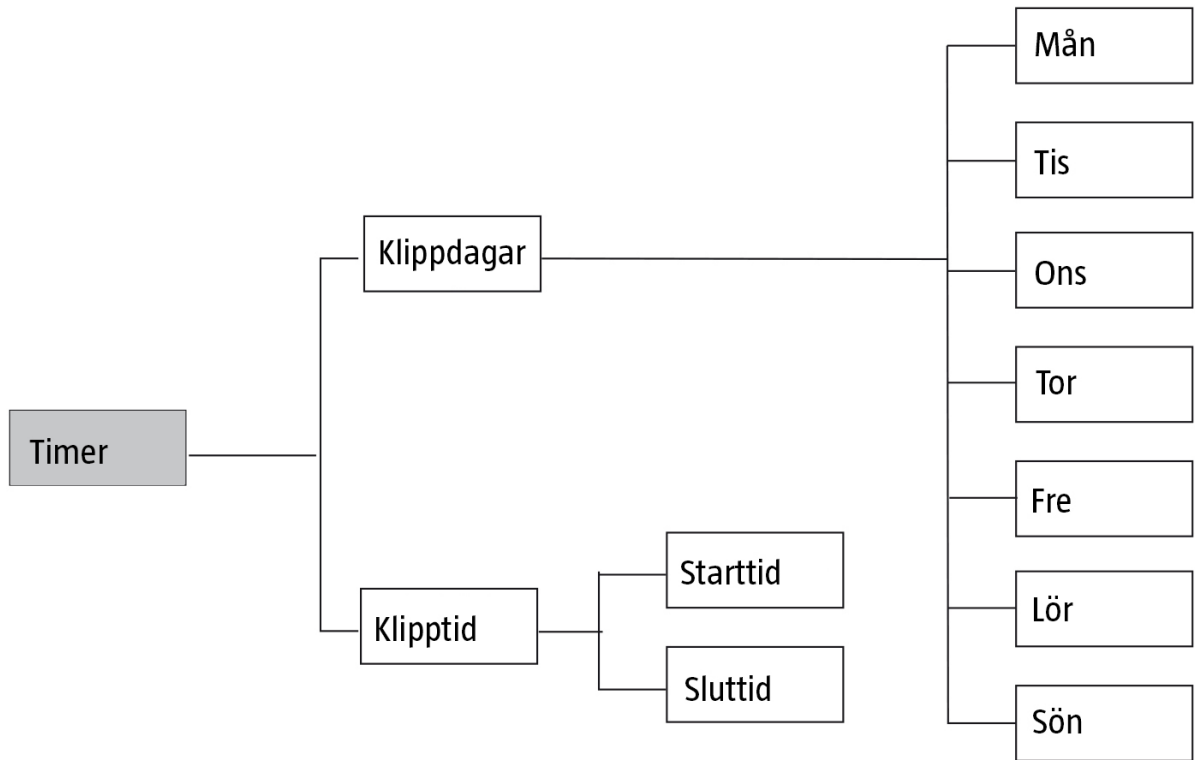 Timer
Klippdagar
Mån
Tis
Ons
Tor
Fre
Lör
Sön
Klipptid
Starttid
Sluttid